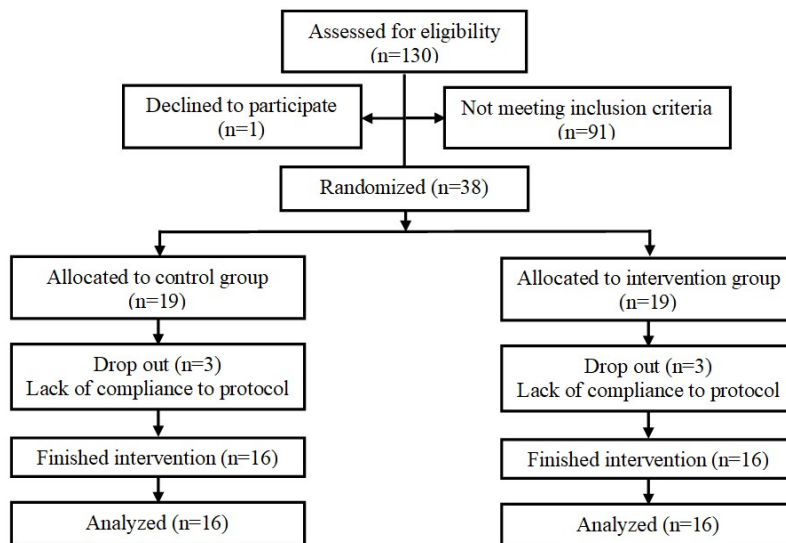 Assessed for eligibility
(n=130)
Declined to participate
(n=1)
Not meeting inclusion criteria
(n=91)
Randomized (n=38)
Allocated to control group
(n=19)
Allocated to intervention group
(n=19)
Drop out (n=3)
Lack of compliance to protocol
Drop out (n=3)
Lack of compliance to protocol
Finished intervention (n=16)
Finished intervention (n=16)
Analyzed (n=16)
Analyzed (n=16)